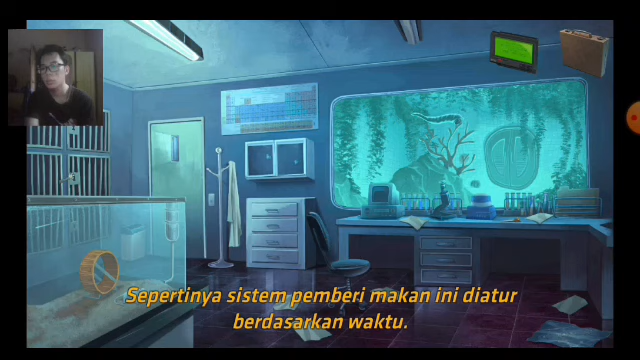 Sepertinya sistem pemberi makan ini diatur
berdasarkan waktu.